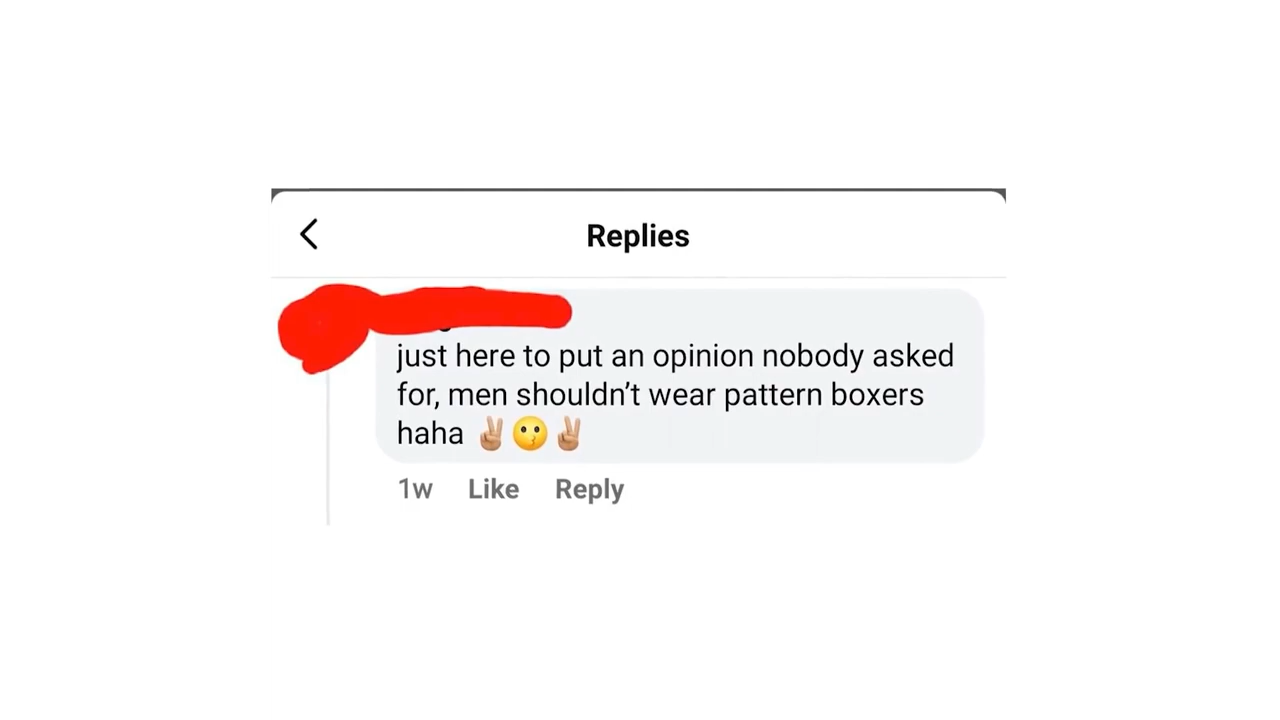 Replies
just here to put an opinion nobody asked
for, men shouldn’t wear pattern boxers
haha ✌🏽😗✌🏽
1w Like Reply